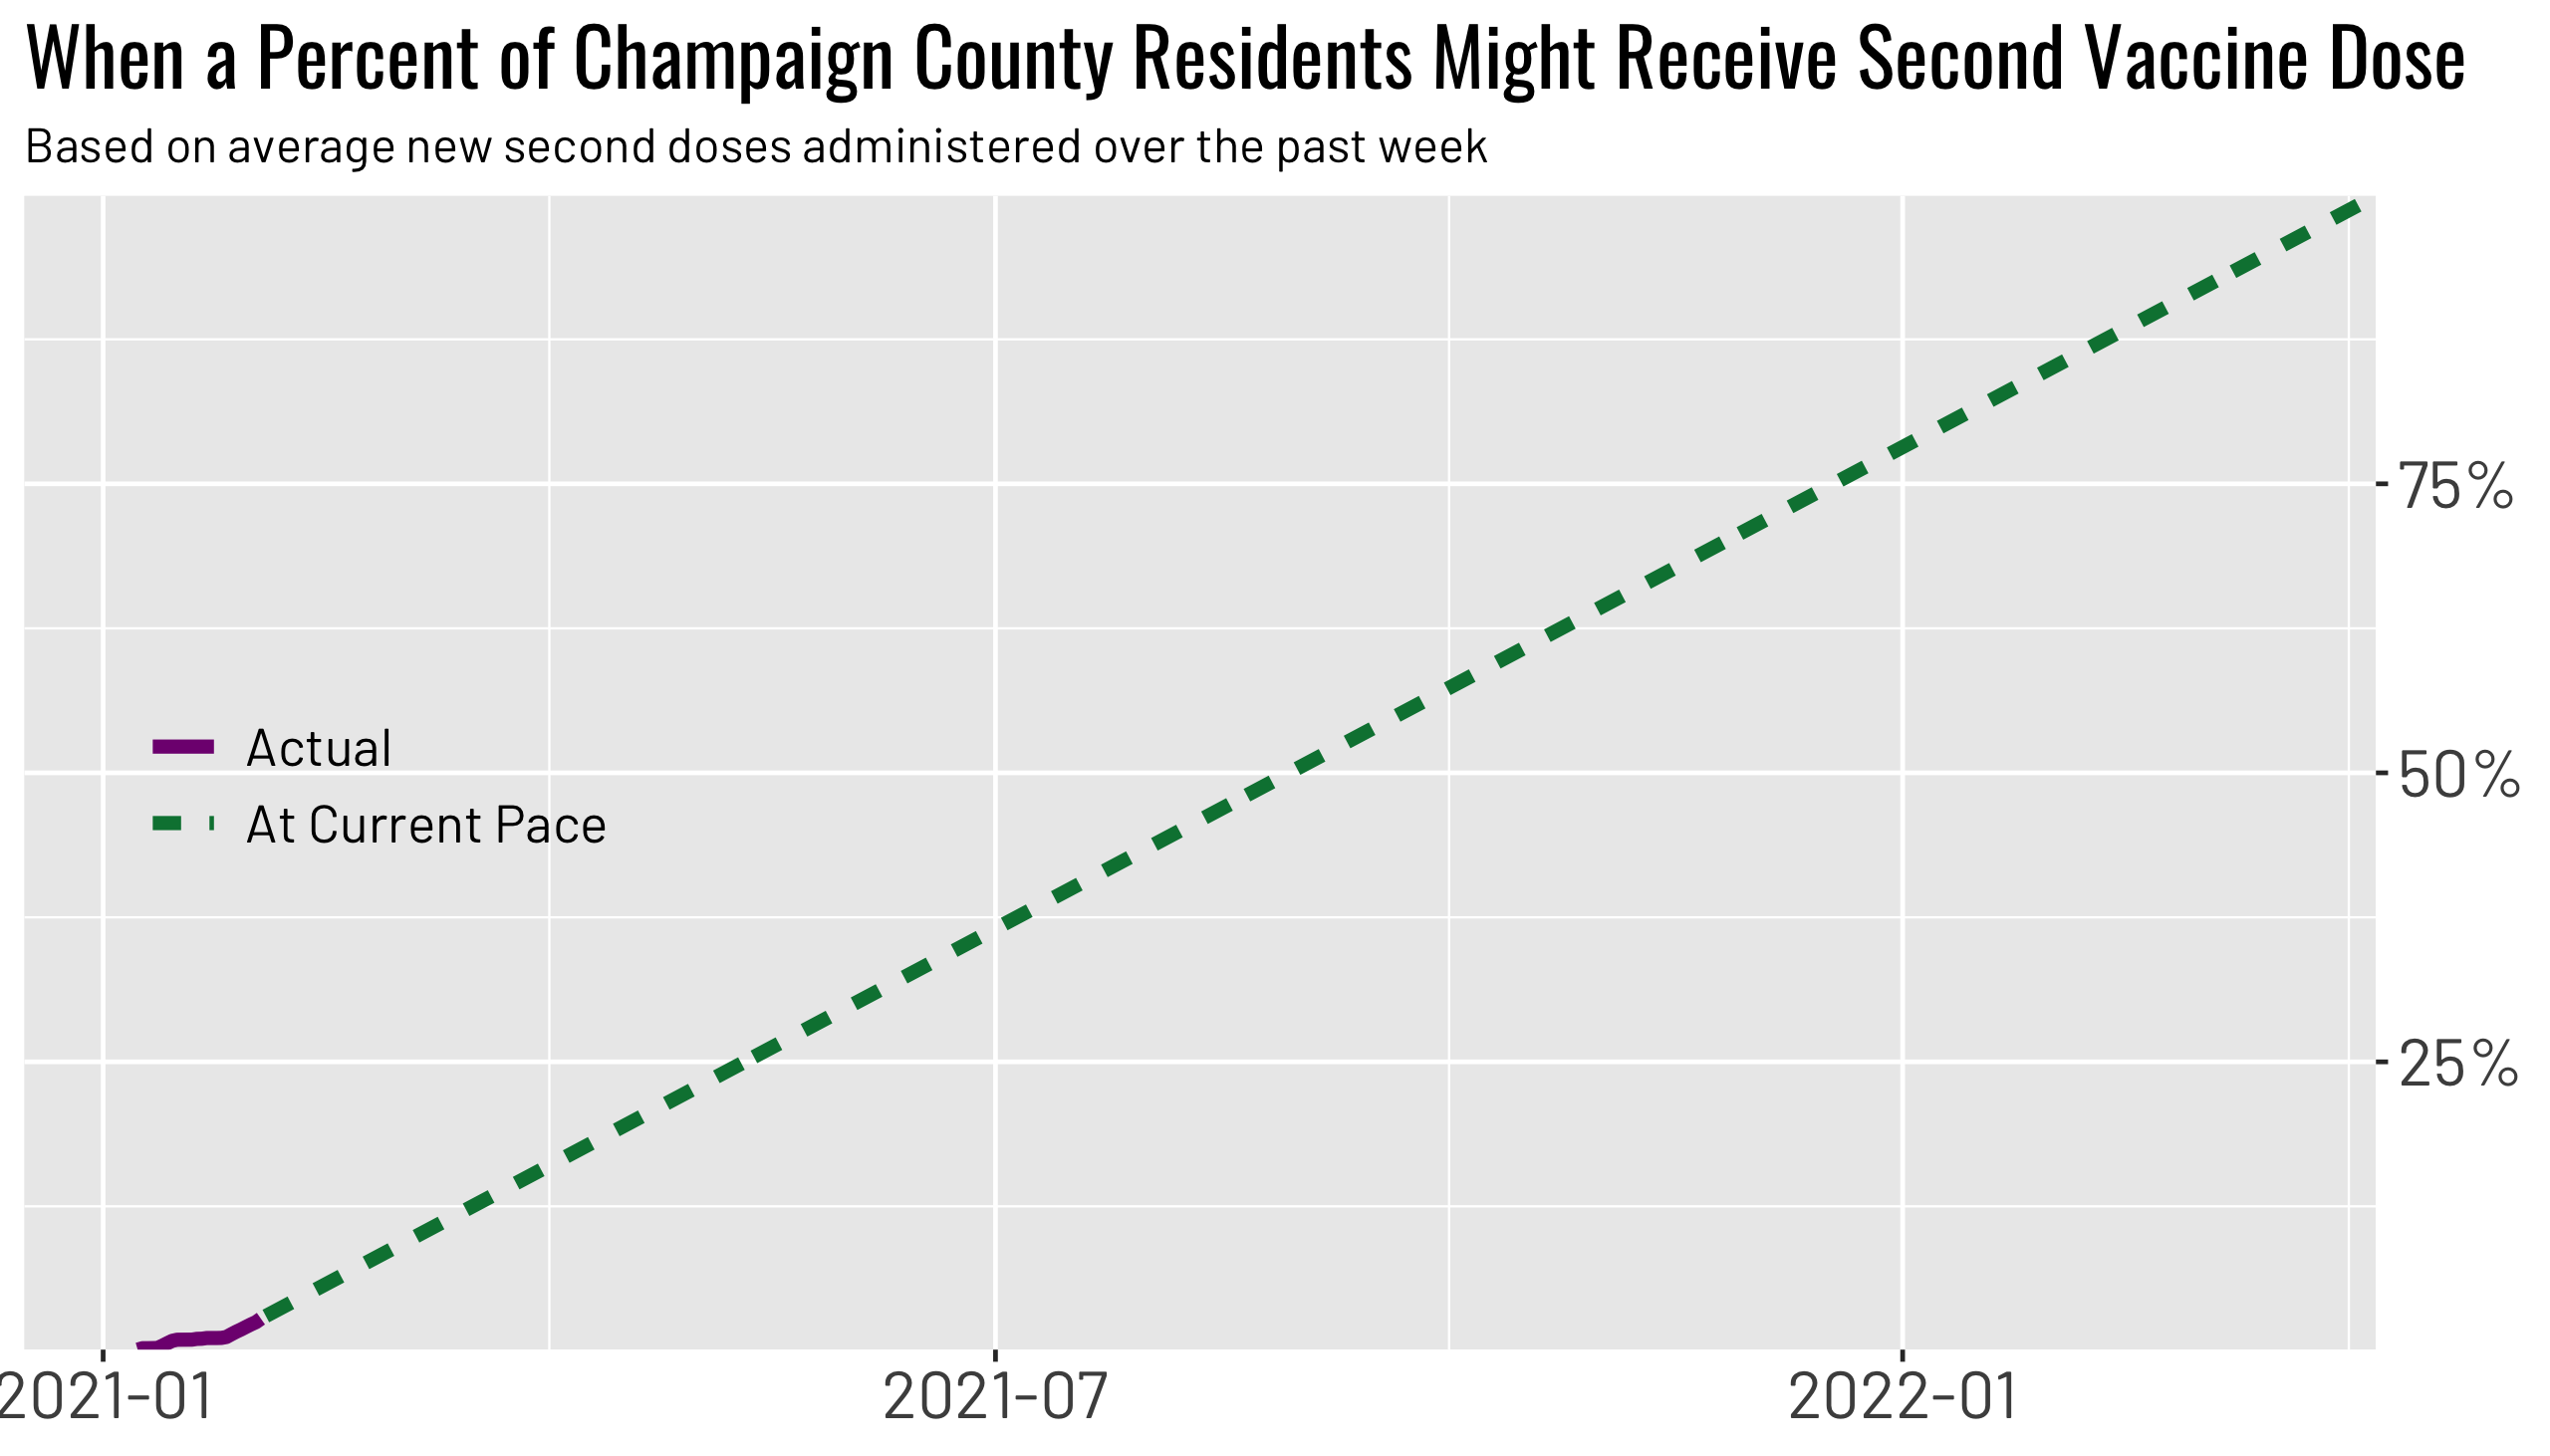 When a Percent of Champaign County Residents Might Receive Second Vaccine Dose
Based on average new second doses administered over the past week
75%
Actual
50%
At Current Pace
25%
2021-01
2021-07
2022-01